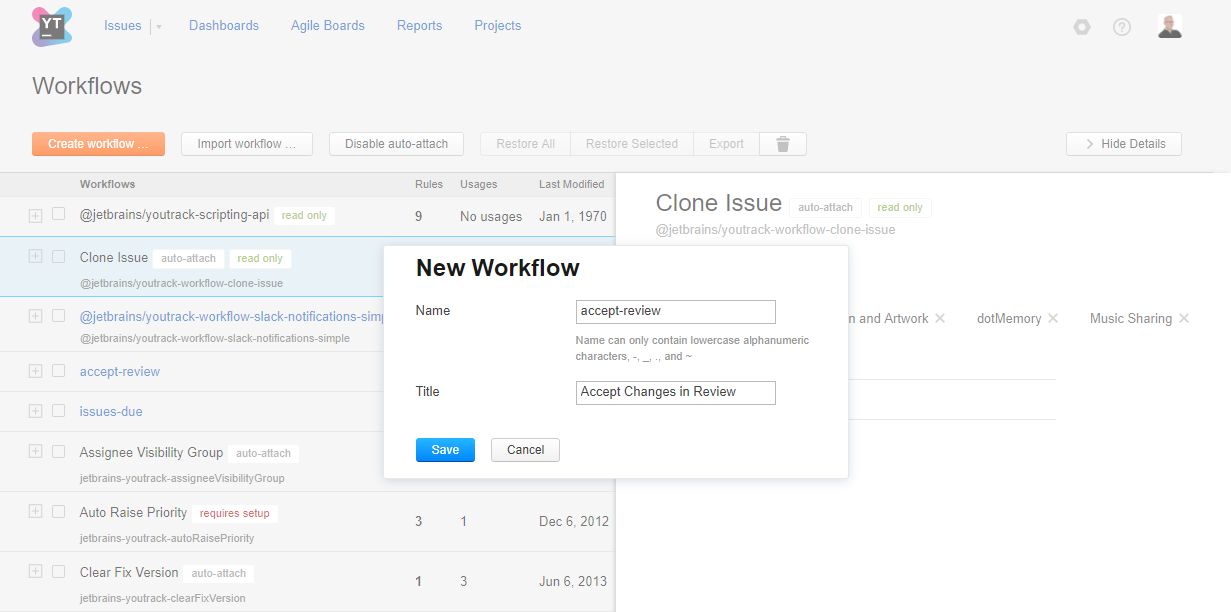 YT
Issues Dashboards Agile Boards Reports Projects
Workflows
Create workflow ... Import workflow ... Disable auto-attach Restore All Restore Selected Export Hide Details
Workflows Rules Usages Last Modified
@jetbrains/youtrack-scripting-api read only 9 No usages Jan 1, 1970
Clone Issue auto-attach read only
@jetbrains/youtrack-workflow-clone-issue
@jetbrains/youtrack-workflow-slack-notifications-simp
@jetbrains/youtrack-workflow-slack-notifications-simple
accept-review
issues-due
Assignee Visibility Group auto-attach
jetbrains-youtrack-assigneeVisibilityGroup
Auto Raise Priority requires setup 3 1 Dec 6, 2012
jetbrains-youtrack-autoRaisePriority
Clear Fix Version auto-attach 1 3 Jun 6, 2013
jetbrains-youtrack-clearFixVersion
Clone Issue auto-attach read only
@jetbrains/youtrack-workflow-clone-issue
n and Artwork dotMemory Music Sharing
New Workflow
Name accept-review
Name can only contain lowercase alphanumeric
characters, -, _, ., and ~
Title Accept Changes in Review
Save Cancel